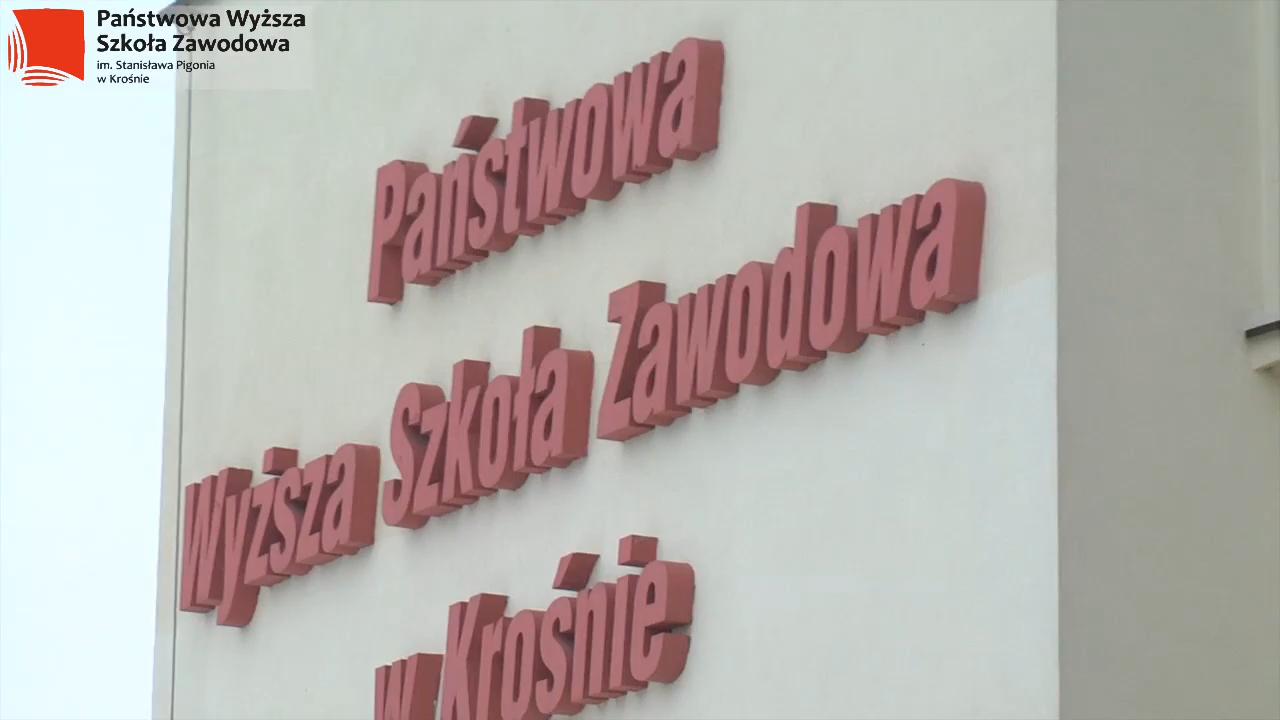 Państwowa Wyższa
Szkoła Zawodowa
im. Stanisława Pigonia
w Krośnie
Państwowa
Wyższa Szkoła Zawodowa
w Krośnie